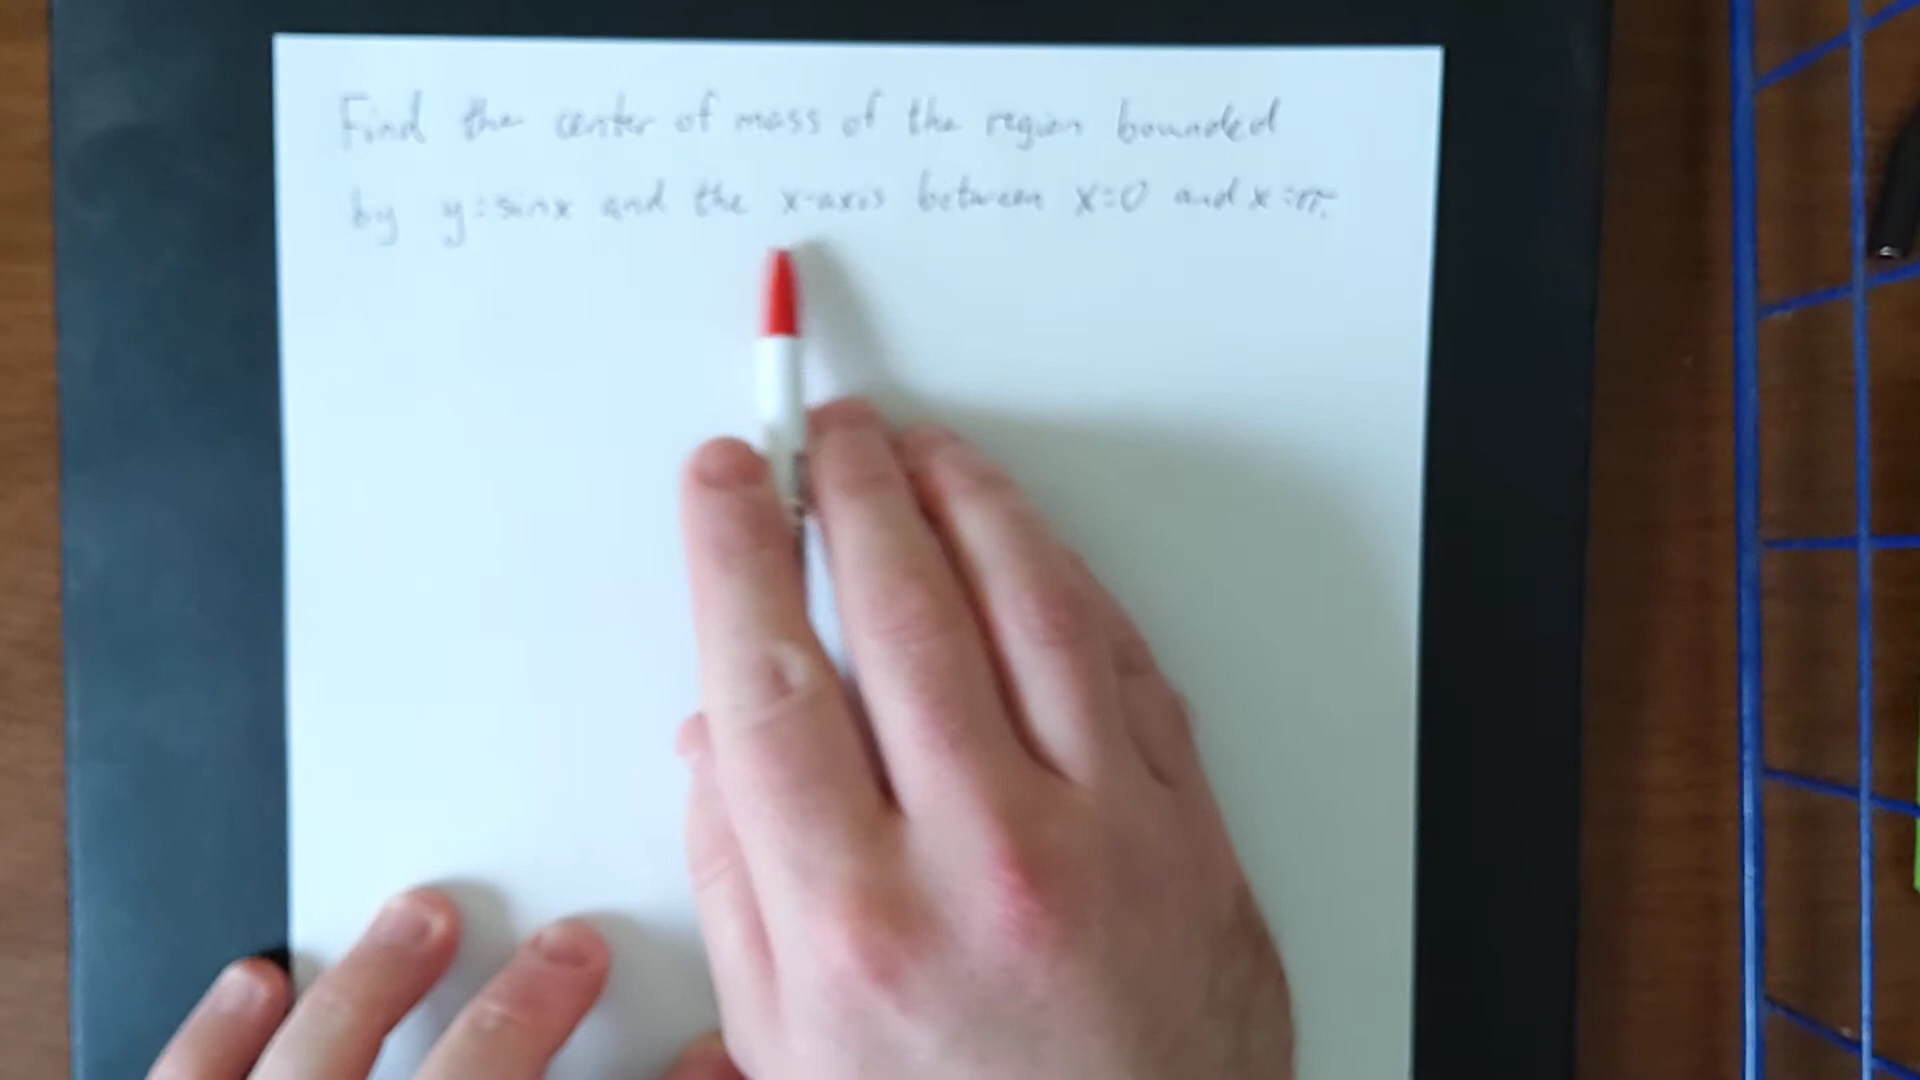 Find the center of mass of the region bounded
by y=sinx and the x-axis between x=0 and x=π.